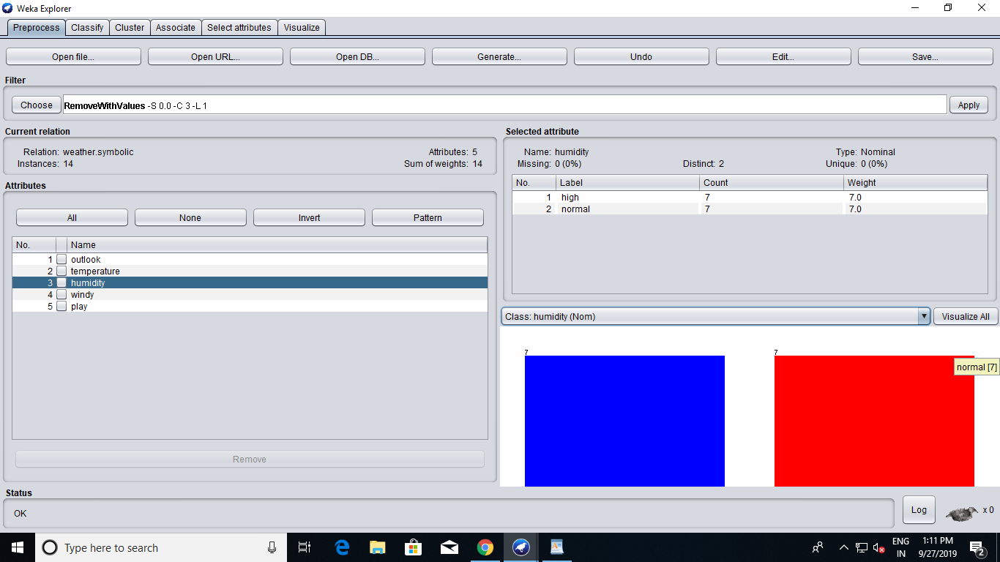 Weka Explorer
Preprocess Classify Cluster Associate Select attributes Visualize
Open file... Open URL... Open DB... Generate... Undo Edit... Save...
Filter
Choose RemoveWithValues -S 0.0 -C 3 -L 1 Apply
Current relation
Relation: weather.symbolic Attributes: 5
Instances: 14 Sum of weights: 14
Attributes
All None Invert Pattern
No. Name
1 outlook
2 temperature
3 humidity
4 windy
5 play
Remove
Selected attribute
Name: humidity Type: Nominal
Missing: 0 (0%) Distinct: 2 Unique: 0 (0%)
No. Label Count Weight
1 high 7 7.0
2 normal 7 7.0
Class: humidity (Nom) Visualize All
7 7
normal [7]
Status
OK Log x 0
Type here to search
ENG 1:11 PM
IN 9/27/2019 2